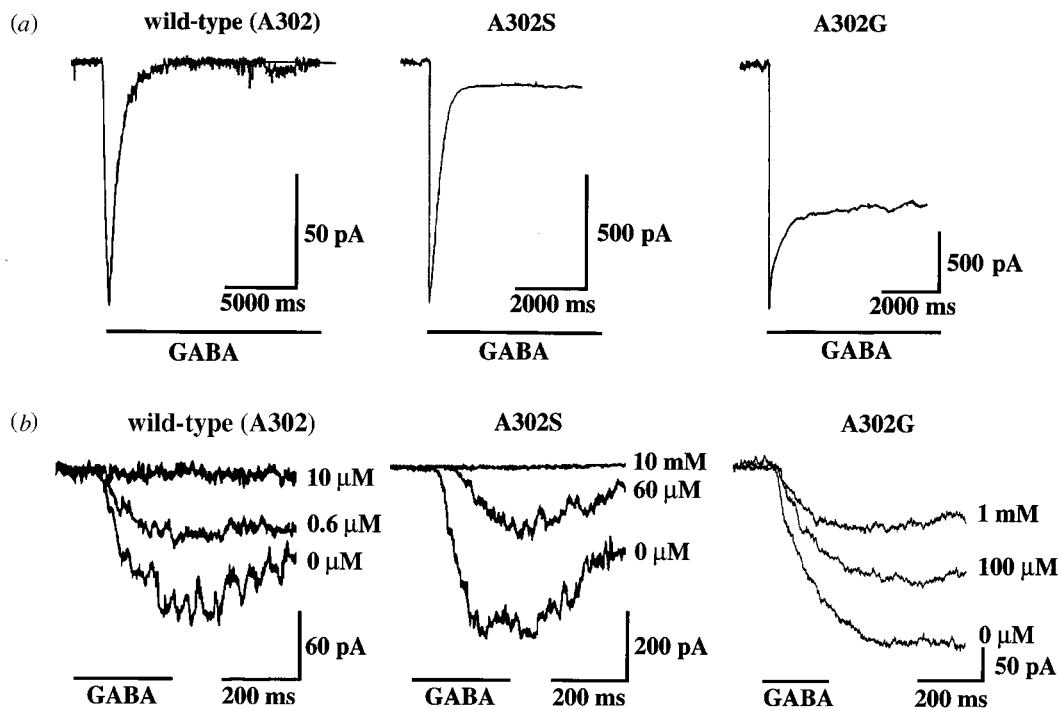 (a) wild-type (A302) A302S A302G
50 pA 500 pA 500 pA
5000 ms 2000 ms 2000 ms
GABA GABA GABA
(b) wild-type (A302) A302S A302G
10 μM 10 mM
60 μM
0.6 μM 1 mM
0 μM 0 μM 100 μM
0 μM
60 pA 200 pA 50 pA
GABA 200 ms GABA 200 ms GABA 200 ms